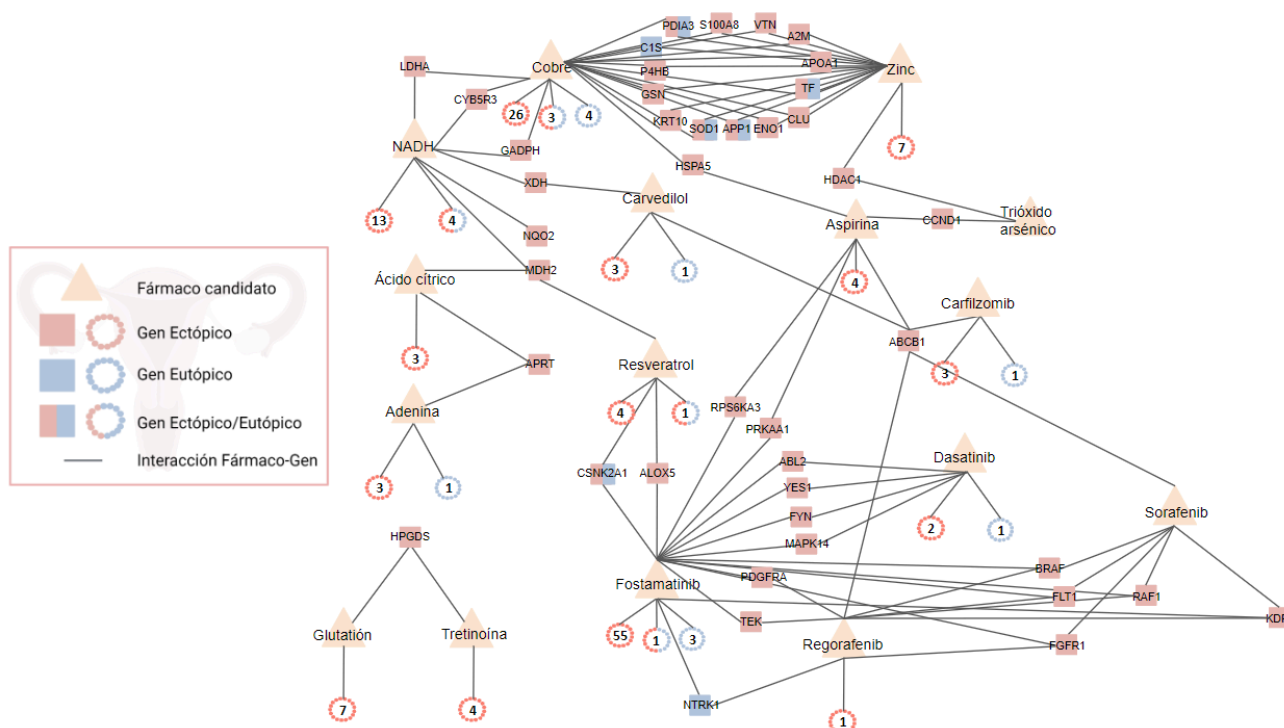 PDIA3
S100A8
VTN
A2M
C1S
APOA1
LDHA
Cobre
P4HB
Zinc
CYB5R3
GSN
TF
26
3
4
KRT10
SOD1
APP1
ENO1
CLU
NADH
GADPH
HSPA5
7
HDAC1
XDH
Carvedilol
13
4
NQO2
Aspirina
CCND1
Trióxido
arsénico
MDH2
3
1
4
Ácido cítrico
Carfilzomib
Fármaco candidato
Gen Ectópico
Gen Eutópico
Gen Ectópico/Eutópico
Interacción Fármaco-Gen
ABCB1
3
APRT
Resveratrol
3
1
Adenina
4
1
RPS6KA3
PRKAA1
3
1
CSNK2A1
ALOX5
ABL2
Dasatinib
YES1
FYN
2
1
Sorafenib
MAPK14
HPGDS
Fostamatinib
PDGFRA
BRAF
FLT1
RAF1
Glutatión
Tretinoína
55
1
3
TEK
Regorafenib
FGFR1
7
4
NTRK1
1